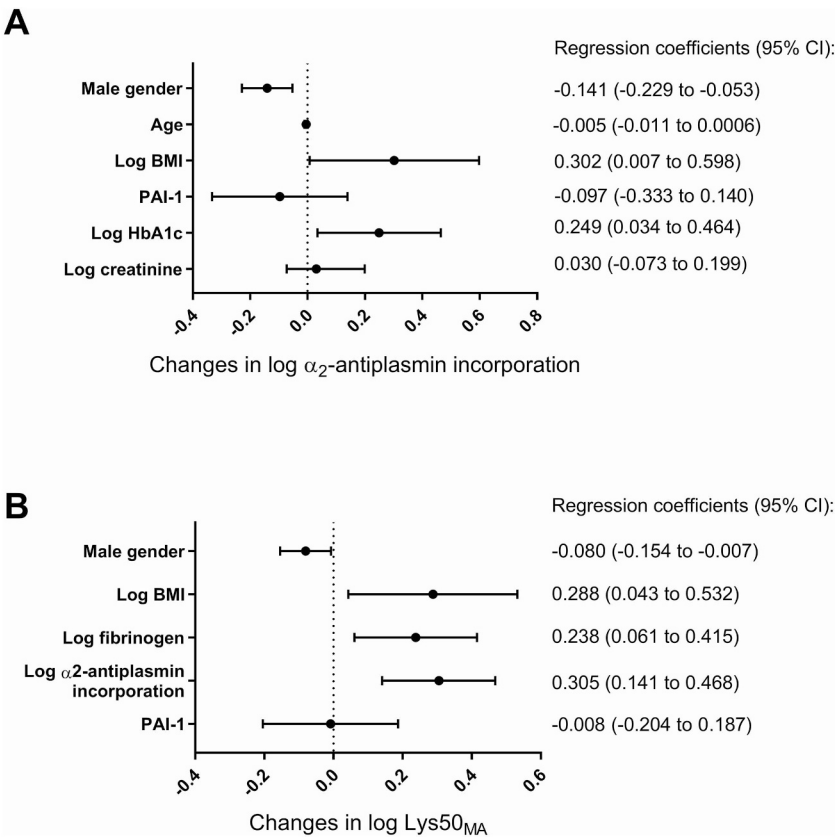 A
Regression coefficients (95% CI):
Male gender -0.141 (-0.229 to -0.053)
Age -0.005 (-0.011 to 0.0006)
Log BMI 0.302 (0.007 to 0.598)
PAI-1 -0.097 (-0.333 to 0.140)
Log HbA1c 0.249 (0.034 to 0.464)
Log creatinine 0.030 (-0.073 to 0.199)
-0.4 -0.2 0.0 0.2 0.4 0.6 0.8
Changes in log α2-antiplasmin incorporation
B
Regression coefficients (95% CI):
Male gender -0.080 (-0.154 to -0.007)
Log BMI 0.288 (0.043 to 0.532)
Log fibrinogen 0.238 (0.061 to 0.415)
Log α2-antiplasmin
incorporation 0.305 (0.141 to 0.468)
PAI-1 -0.008 (-0.204 to 0.187)
-0.4 -0.2 0.0 0.2 0.4 0.6
Changes in log Lys50MA